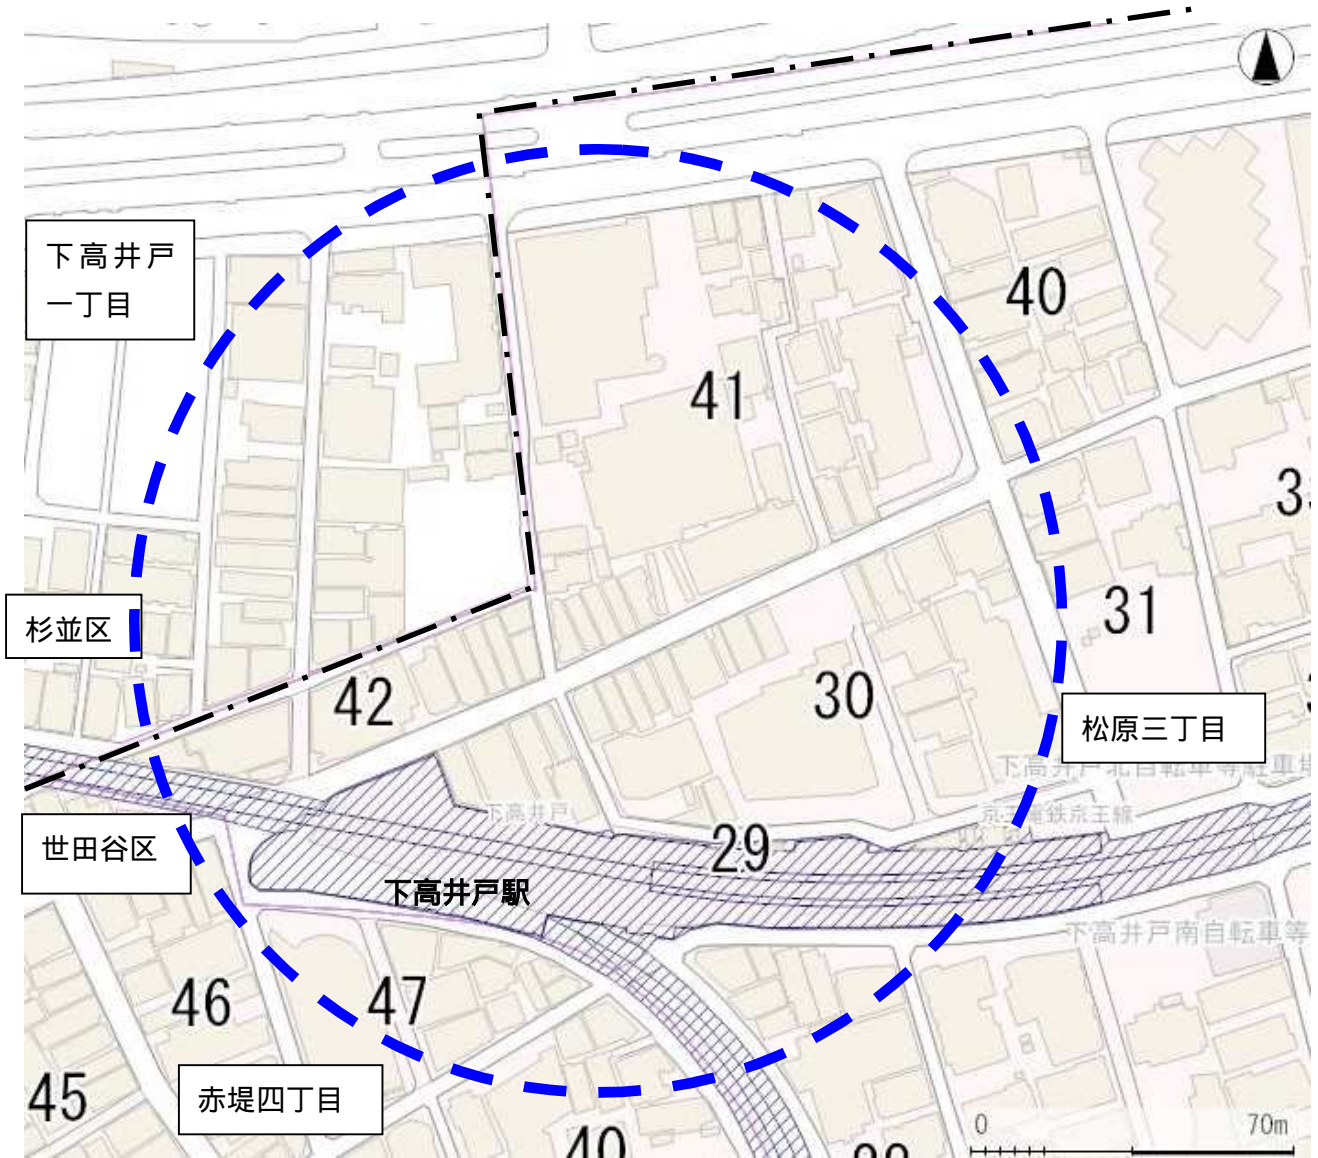 下高井戸
一丁目
40
41
3
杉並区
31
42
30
松原三丁目
下高井戸北自転車等駐車場
下高井戸
京王電鉄京王線
世田谷区
29
下高井戸駅
下高井戸南自転車等
46
47
45
赤堤四丁目
0
70m
40